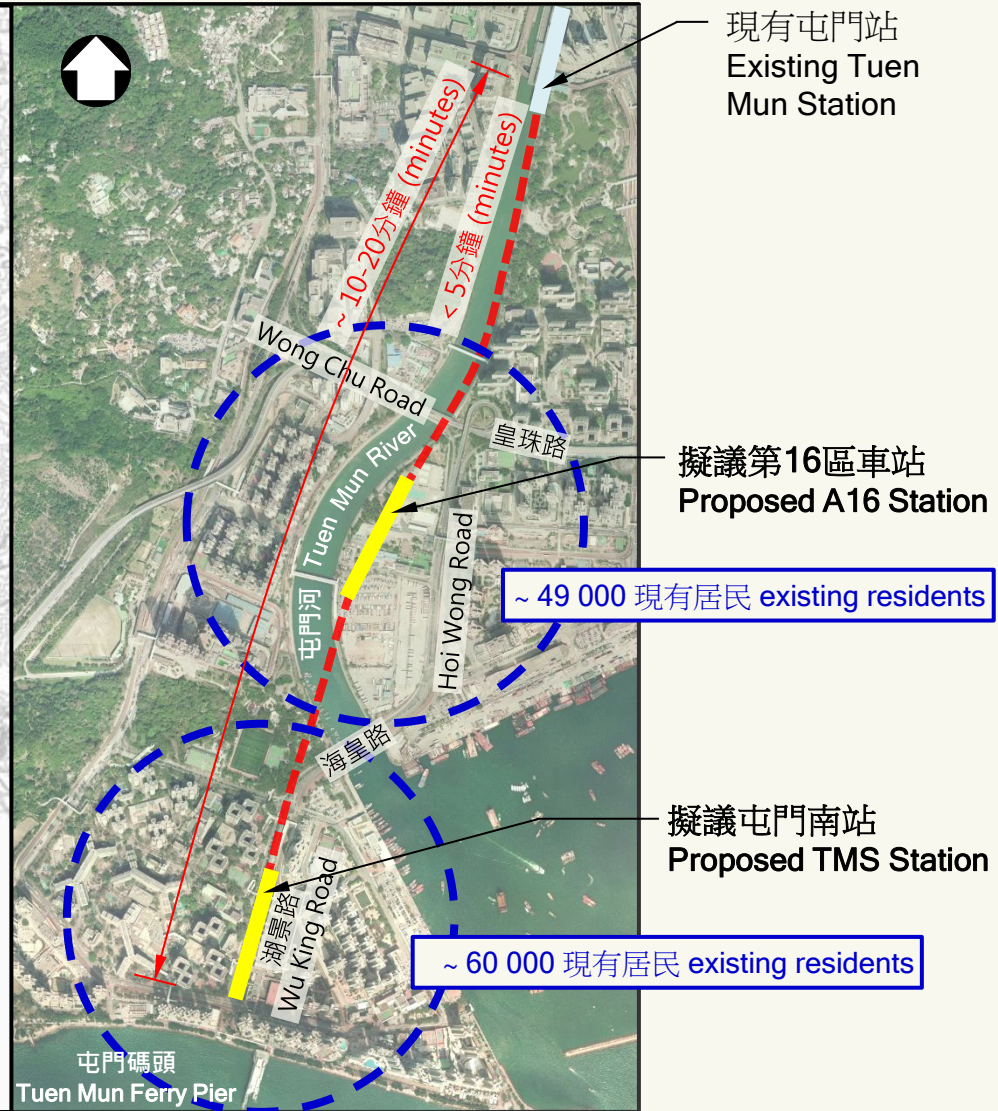 現有屯門站
Existing Tuen
Mun Station
~ 10-20分鐘 (minutes)
< 5分鐘 (minutes)
Wong Chu Road
皇珠路
Tuen Mun River
屯門河
擬議第16區車站
Proposed A16 Station
Hoi Wong Road
~ 49 000 現有居民 existing residents
海皇路
擬議屯門南站
Proposed TMS Station
湖景路
Wu King Road
~ 60 000 現有居民 existing residents
屯門碼頭
Tuen Mun Ferry Pier